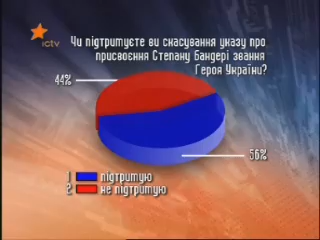 ictv
Чи підтримуєте ви скасування указу про
присвоєння Степану Бандері звання
Героя України?
44%
56%
1 підтримую
2 не підтримую